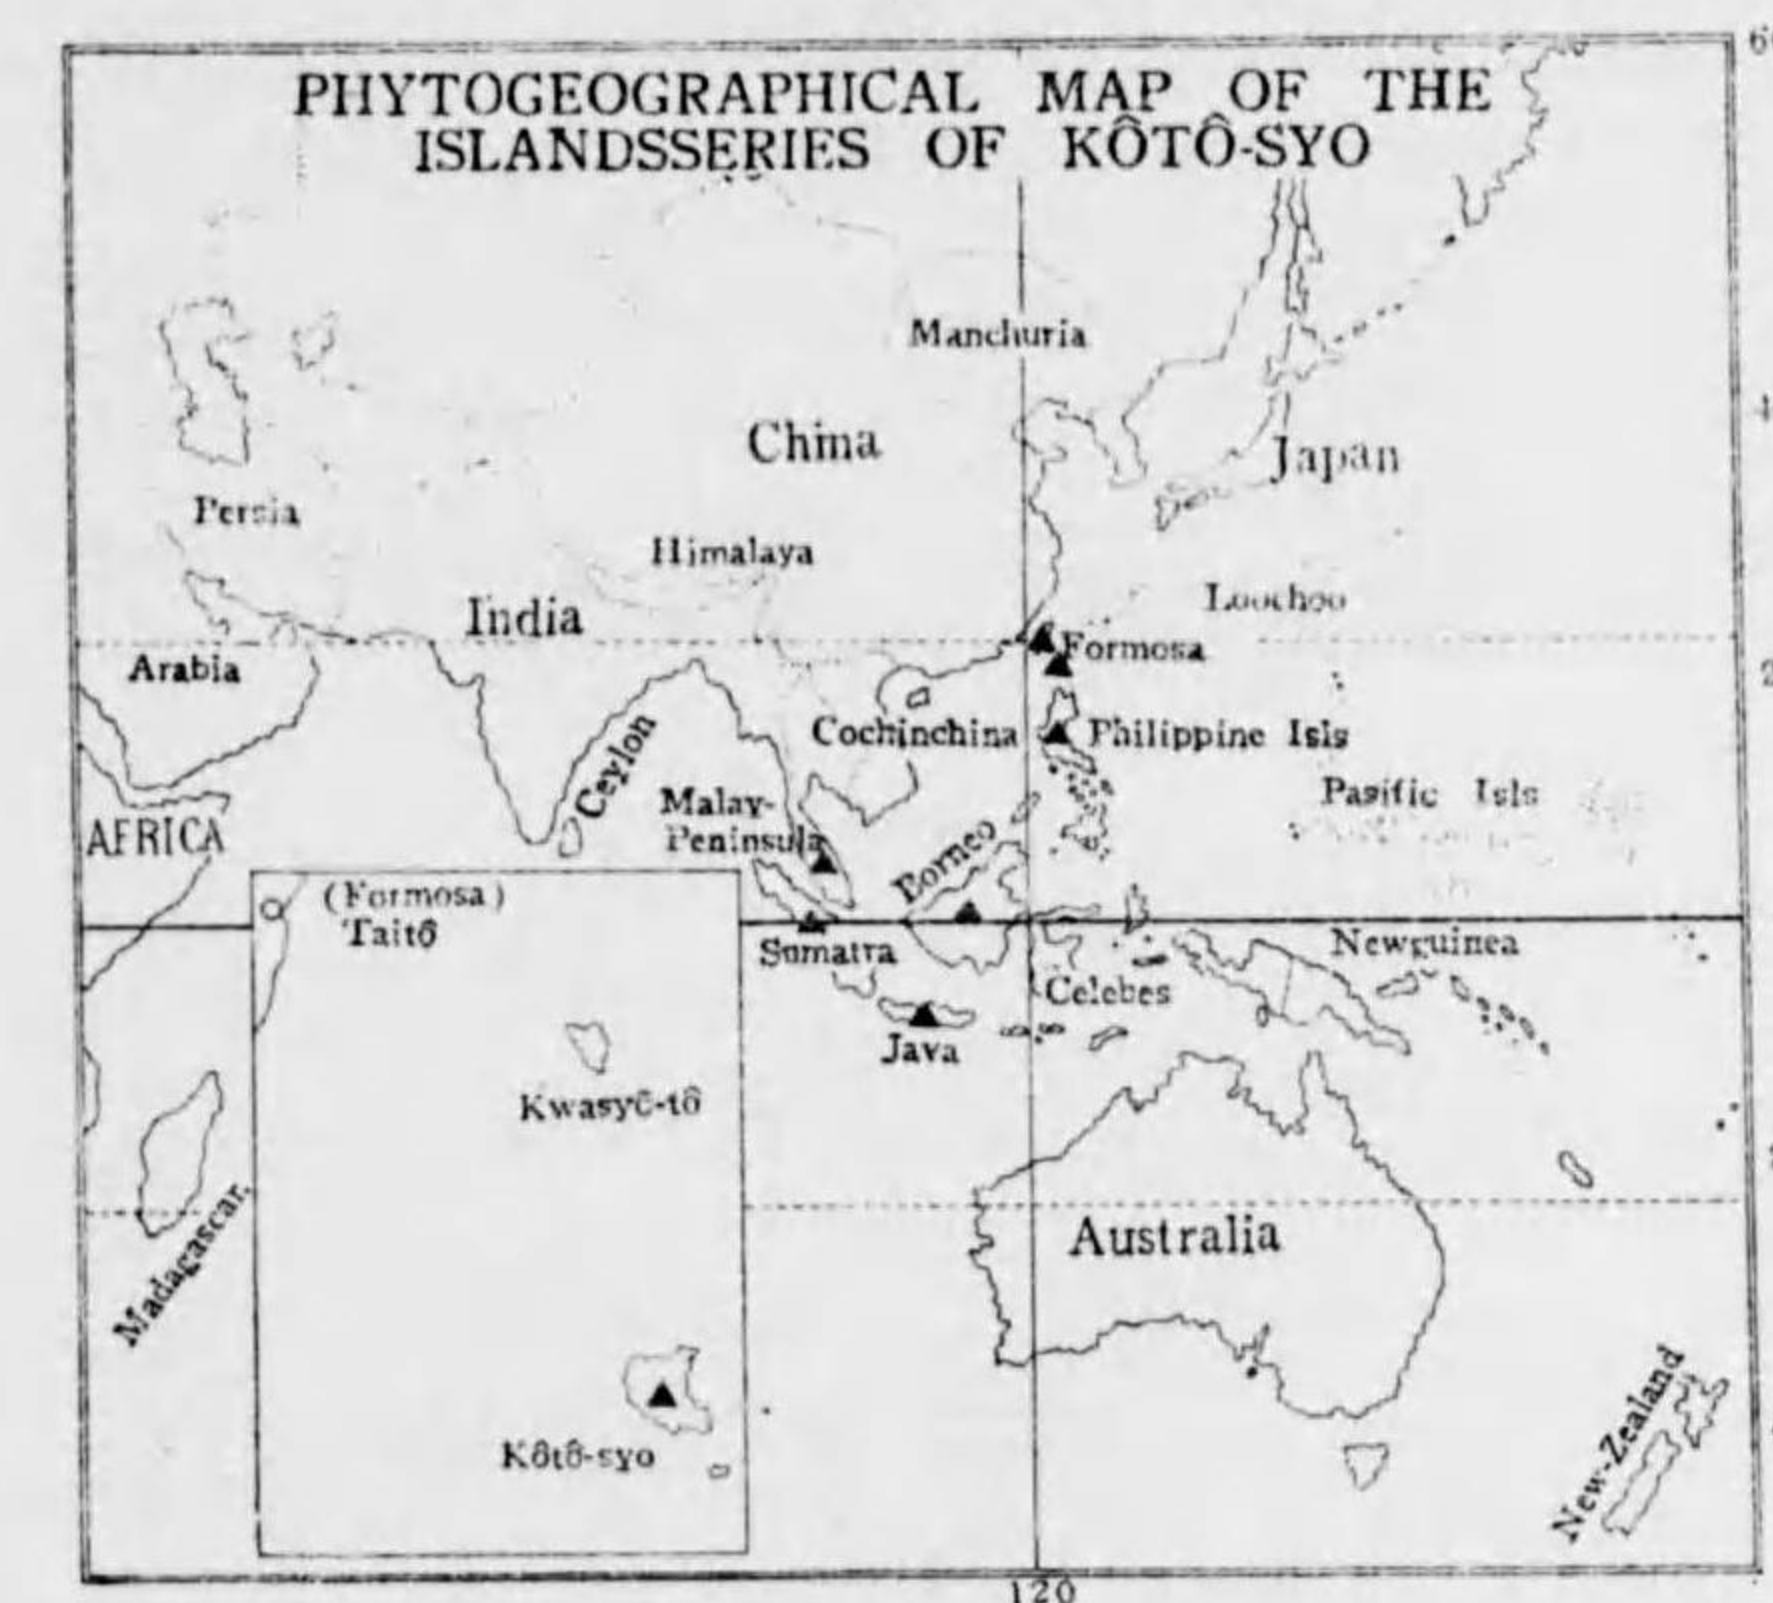 PHYTOGEOGRAPHICAL MAP OF THE
ISLANDSSERIES OF KÔTÔ-SYO
Manchuria
China
Japan
Persia
Himalaya
India
Loochoo
Formosa
Arabia
Ceylon
Cochinchina
Philippine Isls
Malay-
Peninsula
Pasific Isls
AFRICA
Borneo
(Formosa)
Taitô
Sumatra
Newguinea
Celebes
Java
Kwasyô-tô
Madagascar.
Australia
Kôtô-syo
New-Zealand
120